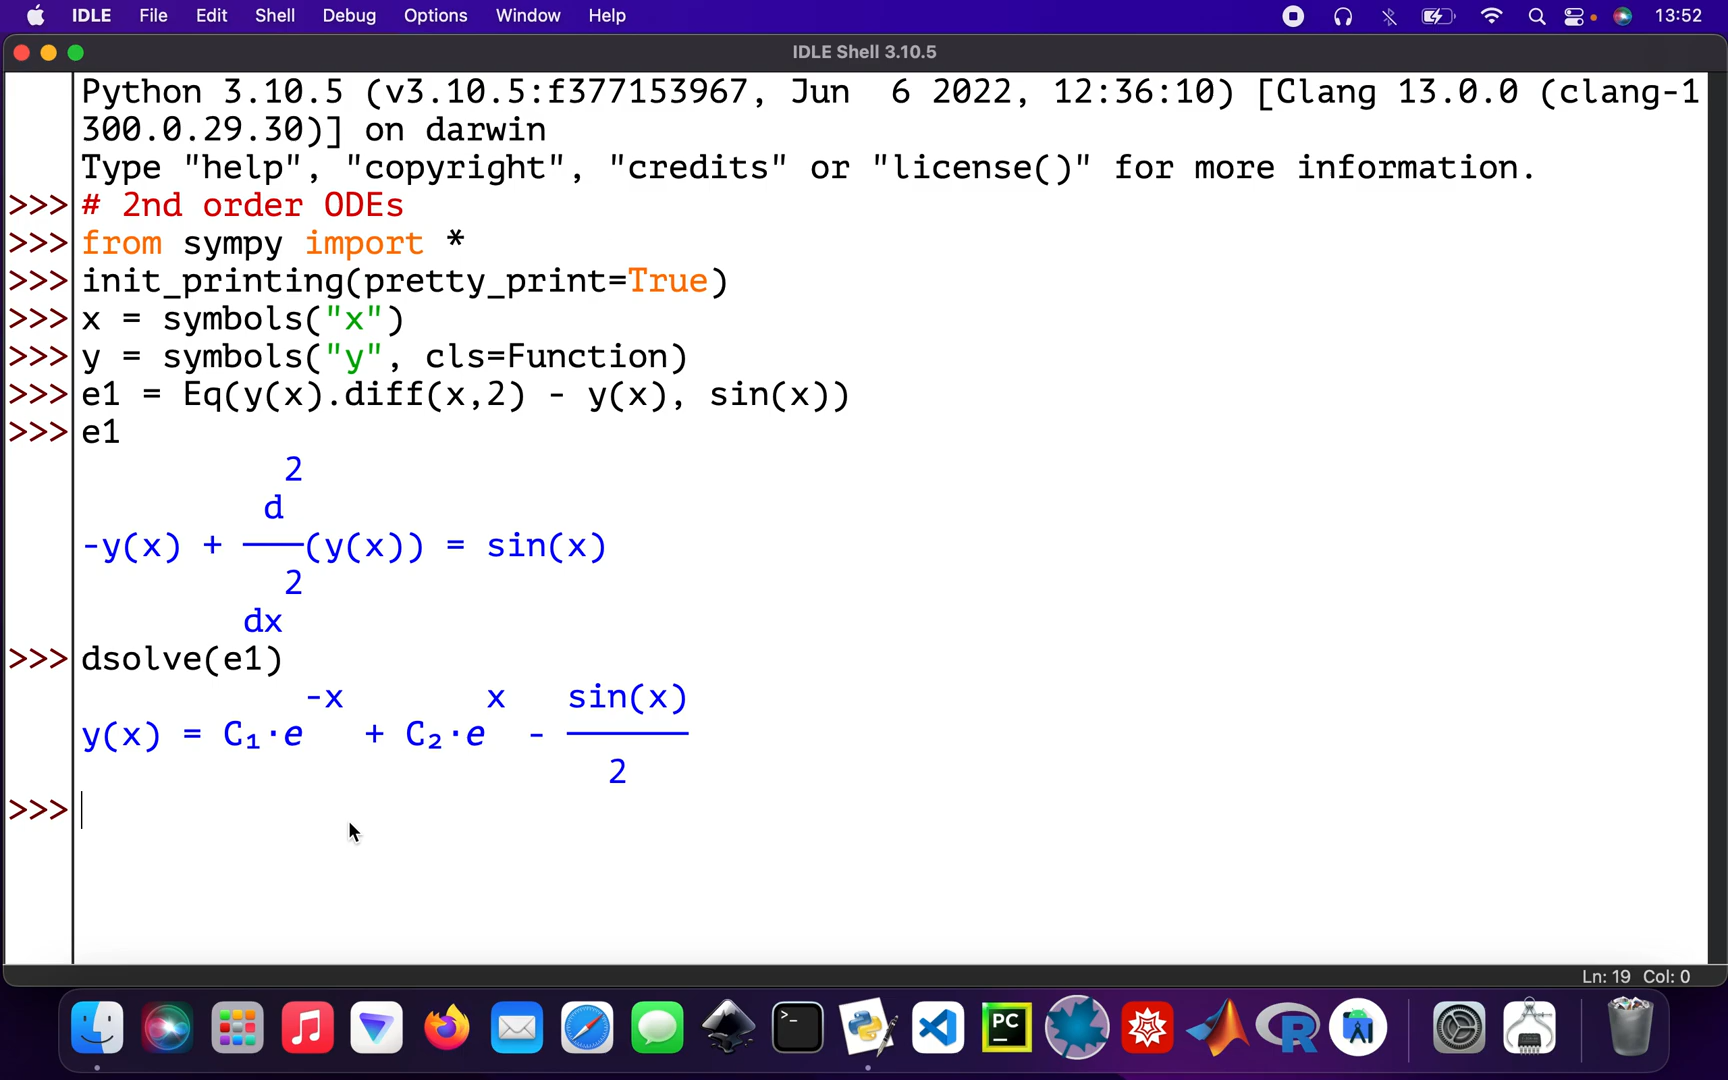 IDLE File Edit Shell Debug Options Window Help 13:52
IDLE Shell 3.10.5
Python 3.10.5 (v3.10.5:f377153967, Jun  6 2022, 12:36:10) [Clang 13.0.0 (clang-1
300.0.29.30)] on darwin
Type "help", "copyright", "credits" or "license()" for more information.
>>> # 2nd order ODEs
>>> from sympy import *
>>> init_printing(pretty_print=True)
>>> x = symbols("x")
>>> y = symbols("y", cls=Function)
>>> e1 = Eq(y(x).diff(x,2) - y(x), sin(x))
>>> e1
2
d
-y(x) + ───(y(x)) = sin(x)
2
dx
>>> dsolve(e1)
-x x sin(x)
y(x) = C₁⋅e + C₂⋅e - ──────
2
>>>
Ln: 19 Col: 0
>_ PC R A